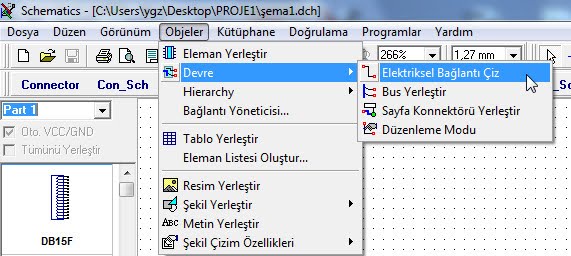 Schematics - [C:\Users\ygz\Desktop\PROJE1\şema1.dch]
Dosya Düzen Görünüm Objeler Kütüphane Doğrulama Programlar Yardım
266% 1,27 mm
Connector Con_Sch
Part 1
Oto. VCC/GND
Tümünü Yerleştir
DB15F
Eleman Yerleştir
Devre
Hierarchy
Bağlantı Yöneticisi...
Tablo Yerleştir
Eleman Listesi Oluştur...
Resim Yerleştir
Şekil Yerleştir
ABC Metin Yerleştir
Şekil Çizim Özellikleri
Elektriksel Bağlantı Çiz
Bus Yerleştir
Sayfa Konnektörü Yerleştir
Düzenleme Modu